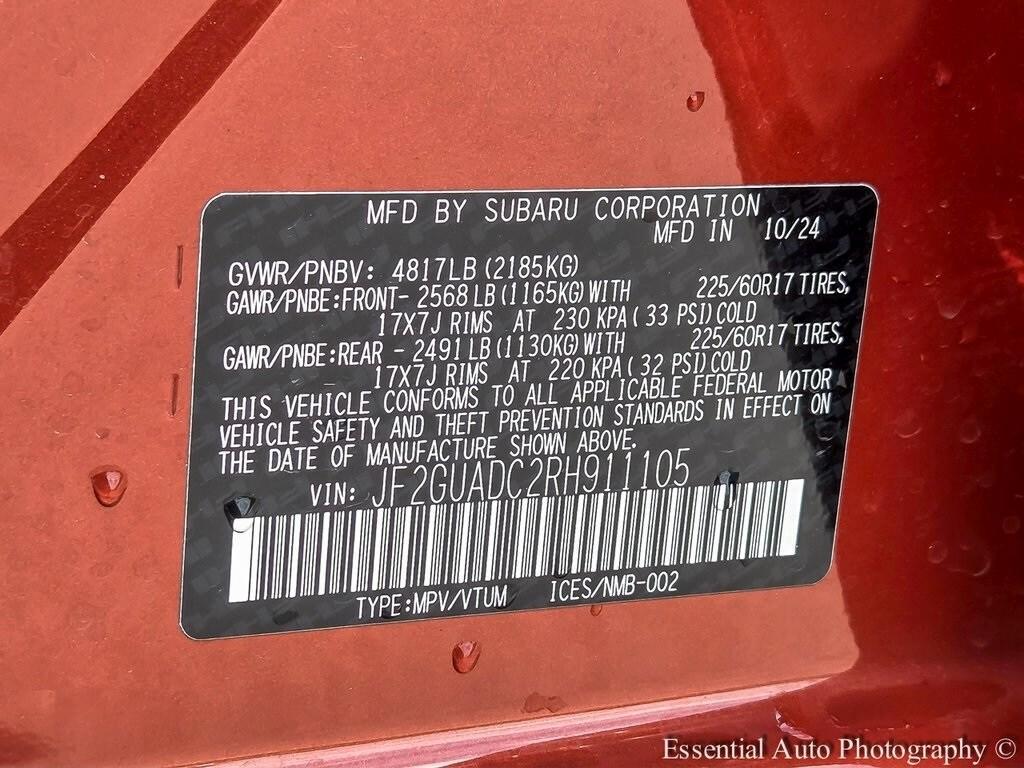 MFD BY SUBARU CORPORATION
MFD IN 10/24
GVWR/PNBV: 4817LB (2185KG)
GAWR/PNBE:FRONT- 2568 LB (1165KG) WITH 225/60R17 TIRES,
17X7J RIMS AT 230 KPA ( 33 PSI) COLD
GAWR/PNBE:REAR - 2491 LB (1130KG) WITH 225/60R17 TIRES,
17X7J RIMS AT 220 KPA ( 32 PSI) COLD
THIS VEHICLE CONFORMS TO ALL APPLICABLE FEDERAL MOTOR
VEHICLE SAFETY AND THEFT PREVENTION STANDARDS IN EFFECT ON
THE DATE OF MANUFACTURE SHOWN ABOVE.
VIN: JF2GUADC2RH911105
TYPE:MPV/VTUM ICES/NMB-002
Essential Auto Photography ©